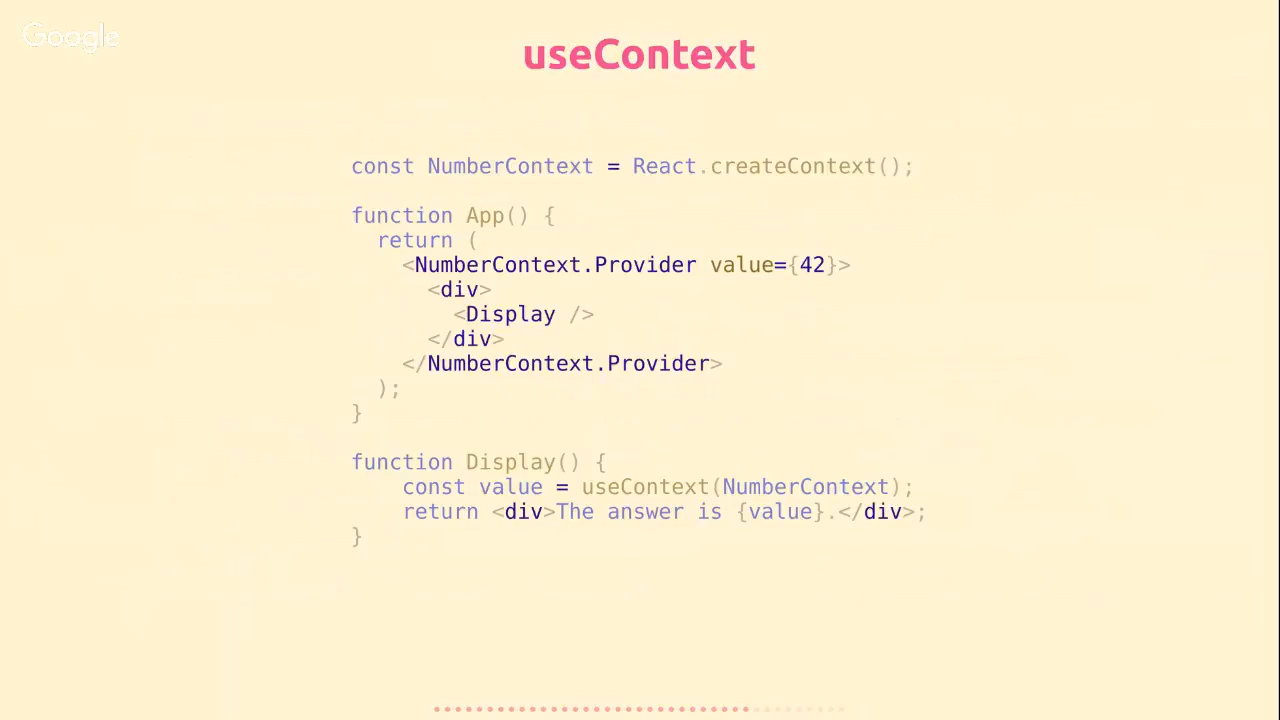 Google
useContext
const NumberContext = React.createContext();
function App() {
  return (
    <NumberContext.Provider value={42}>
      <div>
        <Display />
      </div>
    </NumberContext.Provider>
  );
}
function Display() {
    const value = useContext(NumberContext);
    return <div>The answer is {value}.</div>;
}